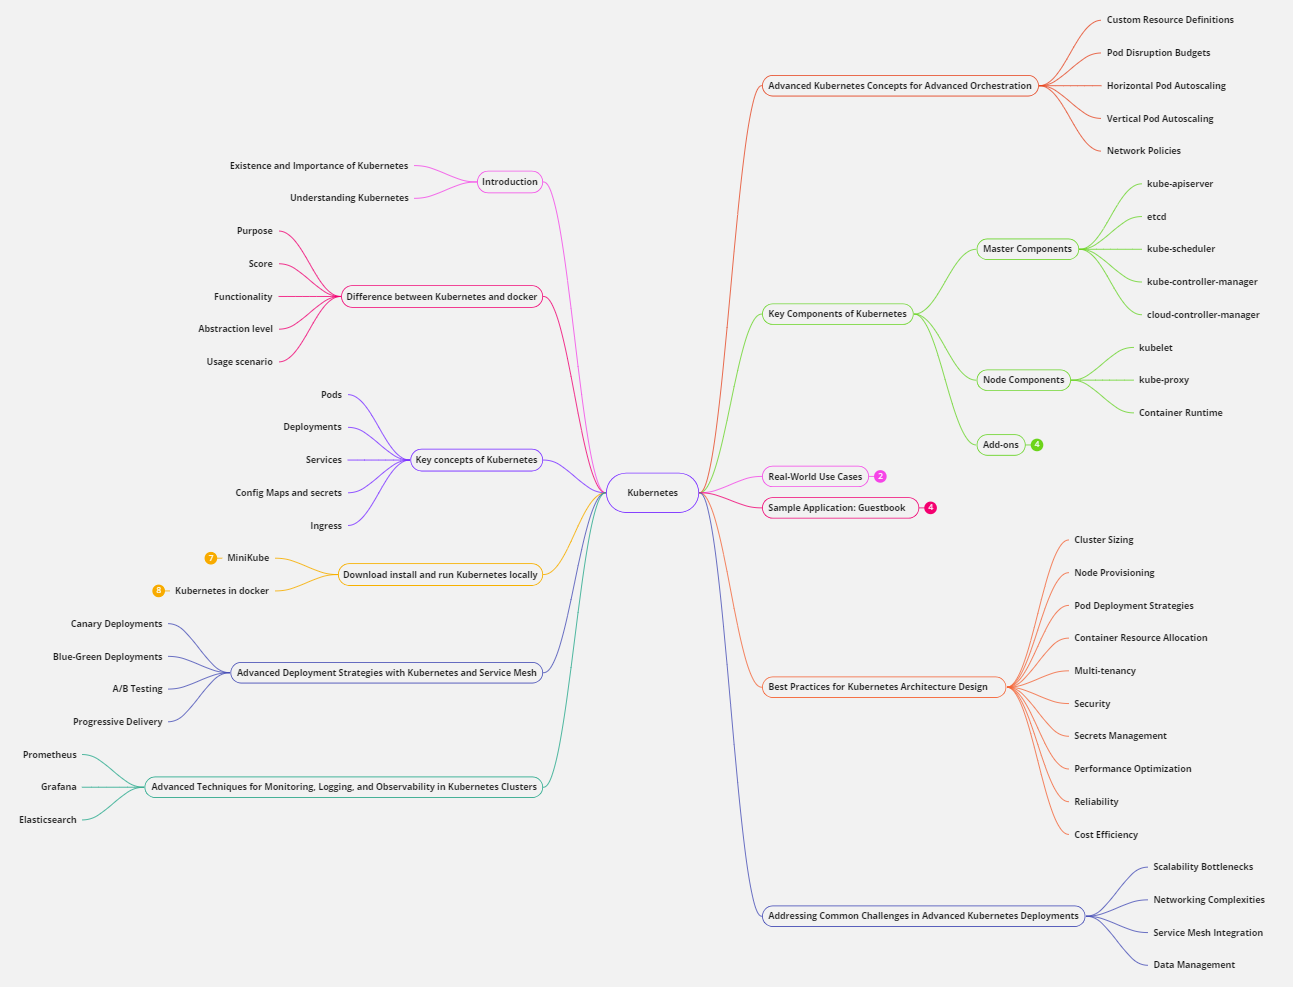 Kubernetes
Introduction
Existence and Importance of Kubernetes
Understanding Kubernetes
Difference between Kubernetes and docker
Purpose
Score
Functionality
Abstraction level
Usage scenario
Key concepts of Kubernetes
Pods
Deployments
Services
Config Maps and secrets
Ingress
Download install and run Kubernetes locally
MiniKube
7
Kubernetes in docker
8
Advanced Deployment Strategies with Kubernetes and Service Mesh
Canary Deployments
Blue-Green Deployments
A/B Testing
Progressive Delivery
Advanced Techniques for Monitoring, Logging, and Observability in Kubernetes Clusters
Prometheus
Grafana
Elasticsearch
Advanced Kubernetes Concepts for Advanced Orchestration
Custom Resource Definitions
Pod Disruption Budgets
Horizontal Pod Autoscaling
Vertical Pod Autoscaling
Network Policies
Key Components of Kubernetes
Master Components
kube-apiserver
etcd
kube-scheduler
kube-controller-manager
cloud-controller-manager
Node Components
kubelet
kube-proxy
Container Runtime
Add-ons
4
Real-World Use Cases
2
Sample Application: Guestbook
4
Best Practices for Kubernetes Architecture Design
Cluster Sizing
Node Provisioning
Pod Deployment Strategies
Container Resource Allocation
Multi-tenancy
Security
Secrets Management
Performance Optimization
Reliability
Cost Efficiency
Addressing Common Challenges in Advanced Kubernetes Deployments
Scalability Bottlenecks
Networking Complexities
Service Mesh Integration
Data Management